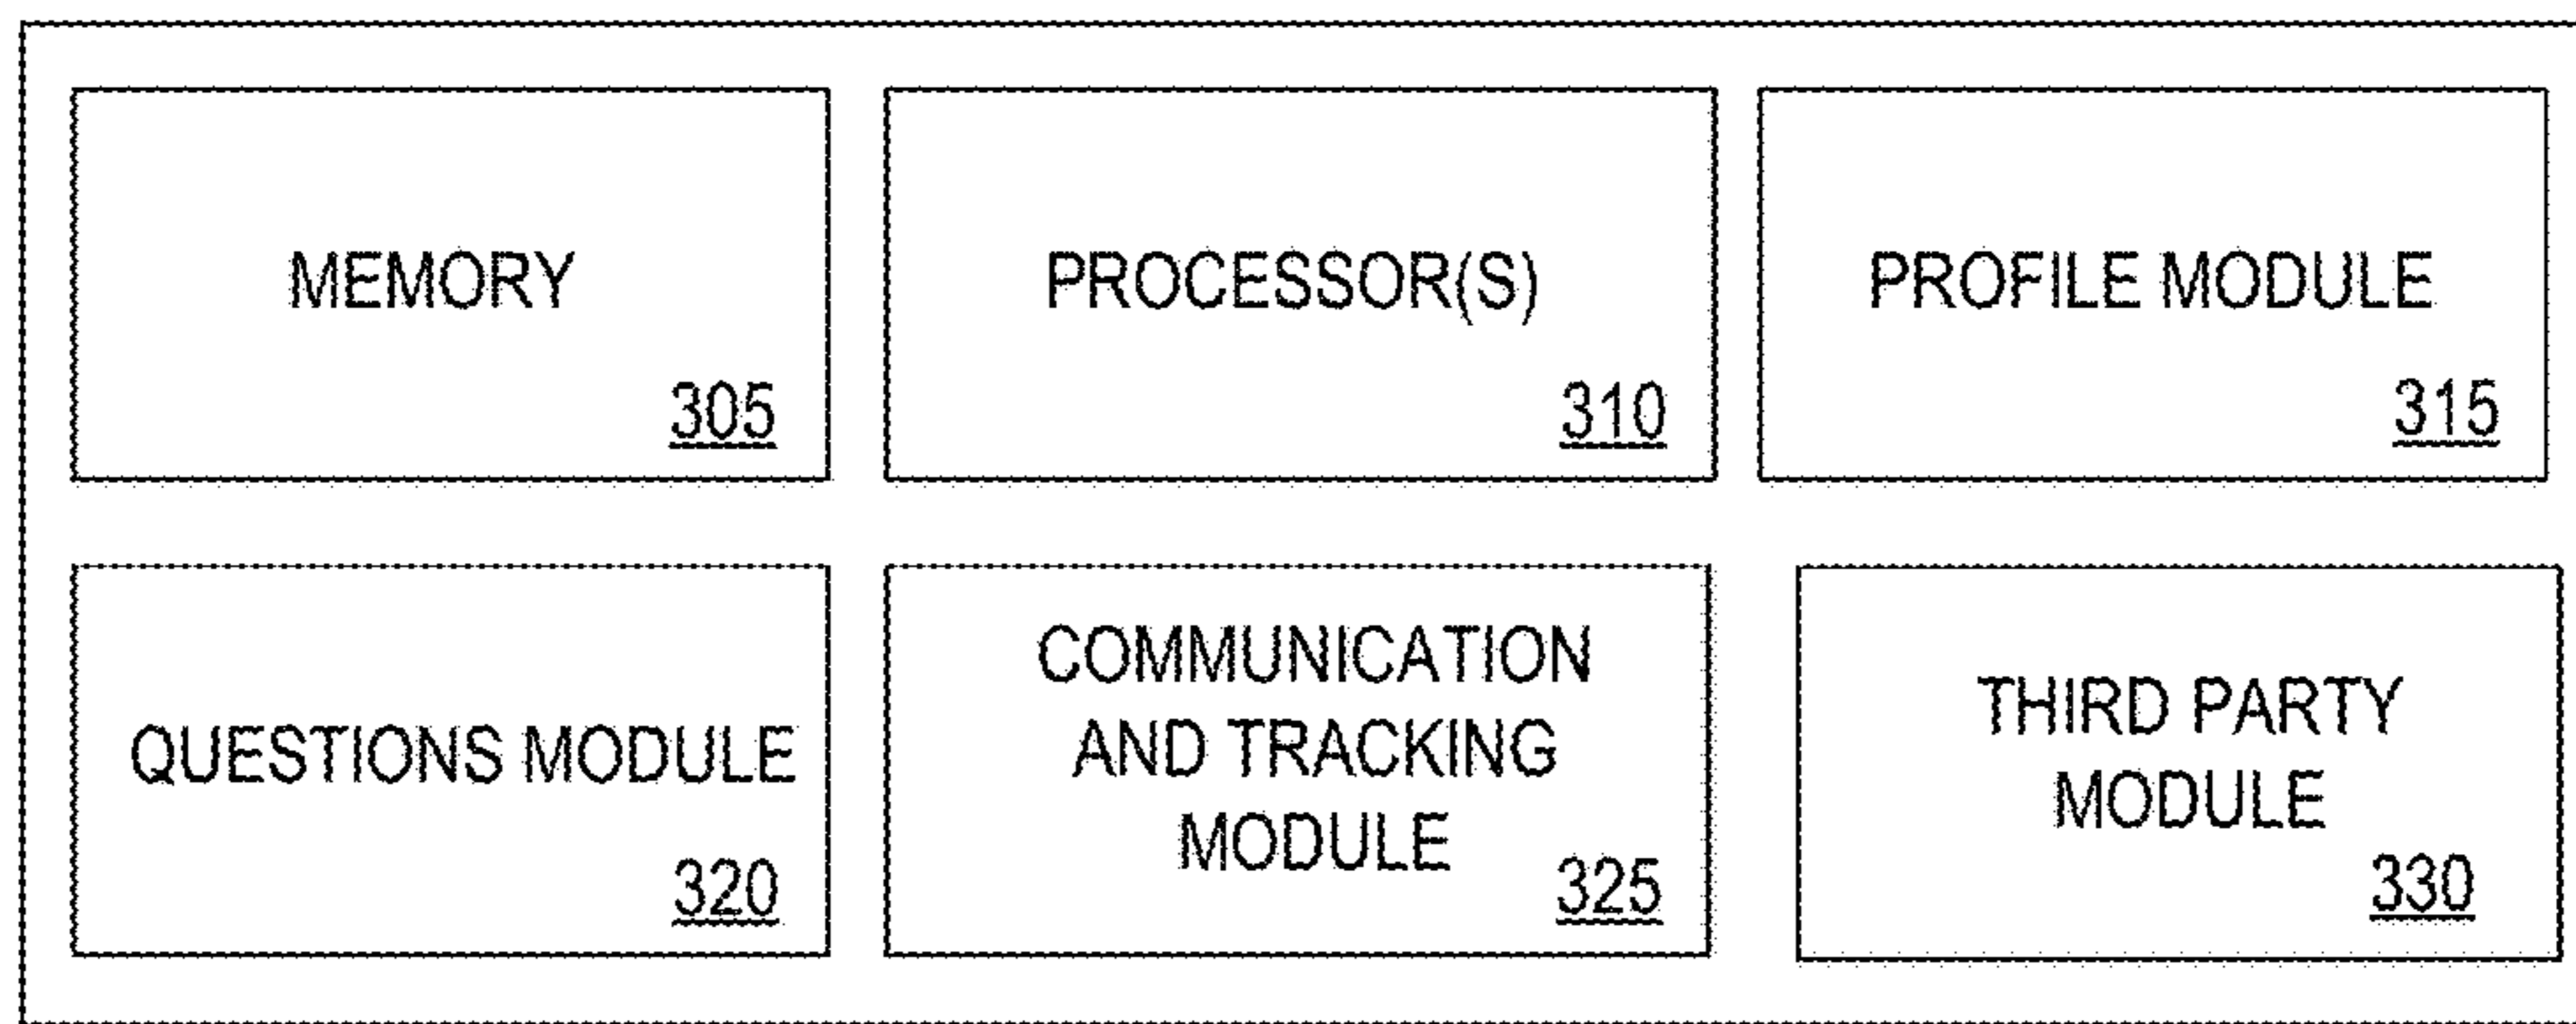 MEMORY
305
PROCESSOR(S)
310
PROFILE MODULE
315
QUESTIONS MODULE
320
COMMUNICATION
AND TRACKING
MODULE
325
THIRD PARTY
MODULE
330